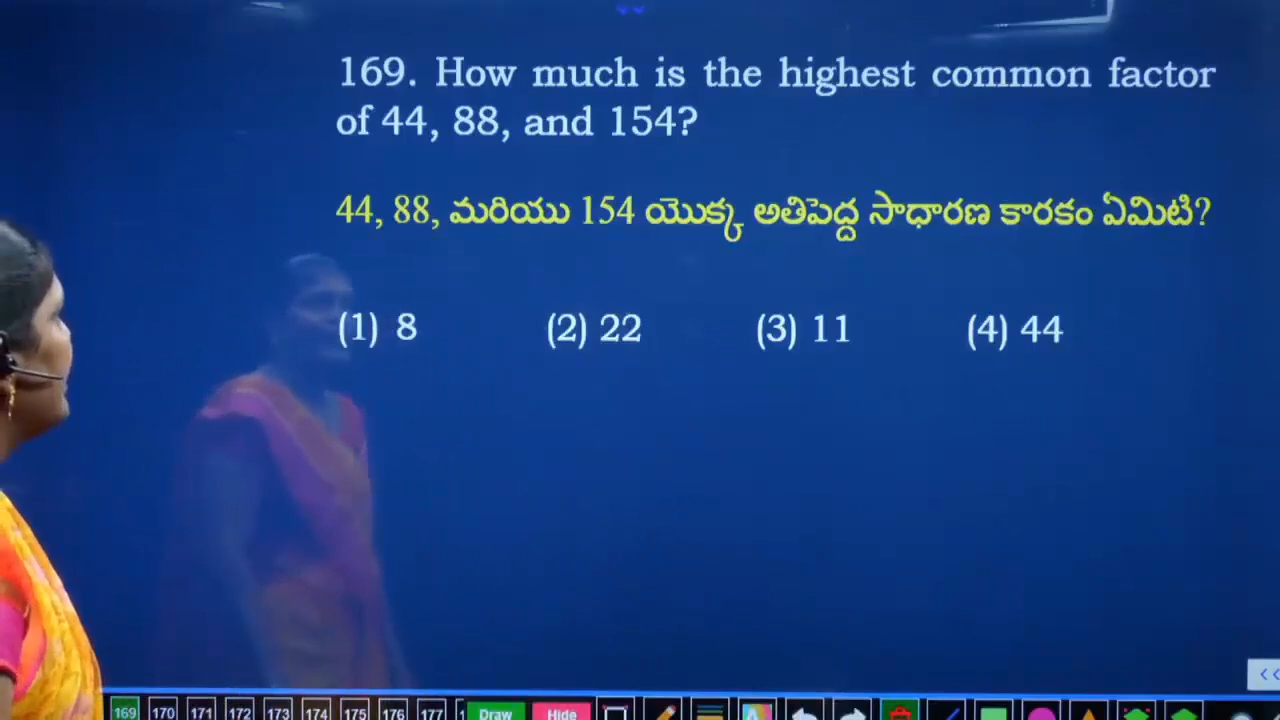 169. How much is the highest common factor
of 44, 88, and 154?
44, 88, మరియు 154 యొక్క అతిపెద్ద సాధారణ కారకం ఏమిటి?
(1) 8 (2) 22 (3) 11 (4) 44
169 170 171 172 173 174 175 176 177 Draw Hide